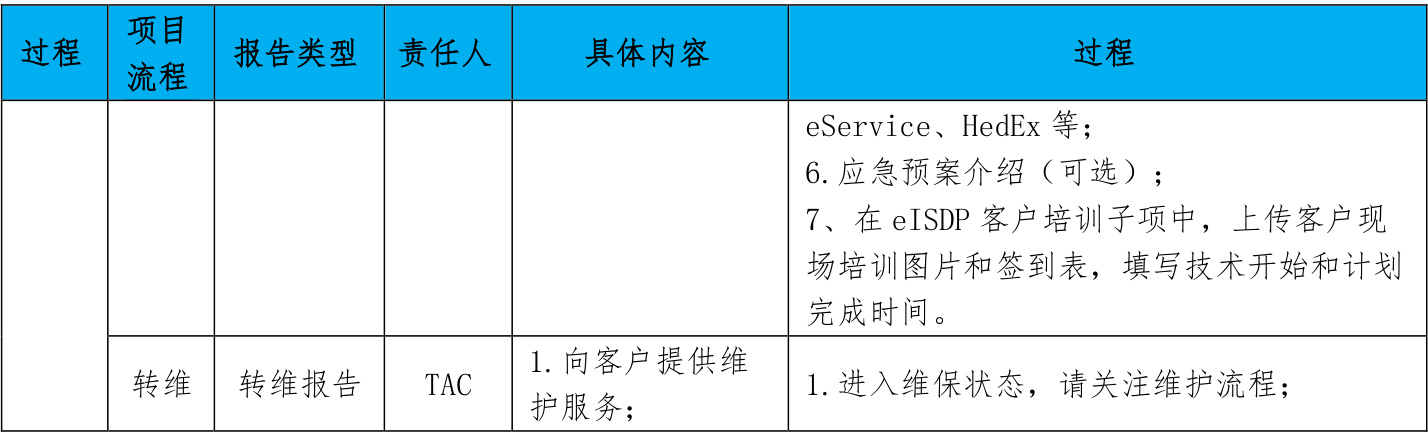 过程 项目流程 报告类型 责任人 具体内容 过程
eService、HedEx 等；
6.应急预案介绍（可选）；
7、在 eISDP 客户培训子项中，上传客户现
场培训图片和签到表，填写技术开始和计划
完成时间。
转维 转维报告 TAC
1.向客户提供维
护服务；
1.进入维保状态，请关注维护流程；